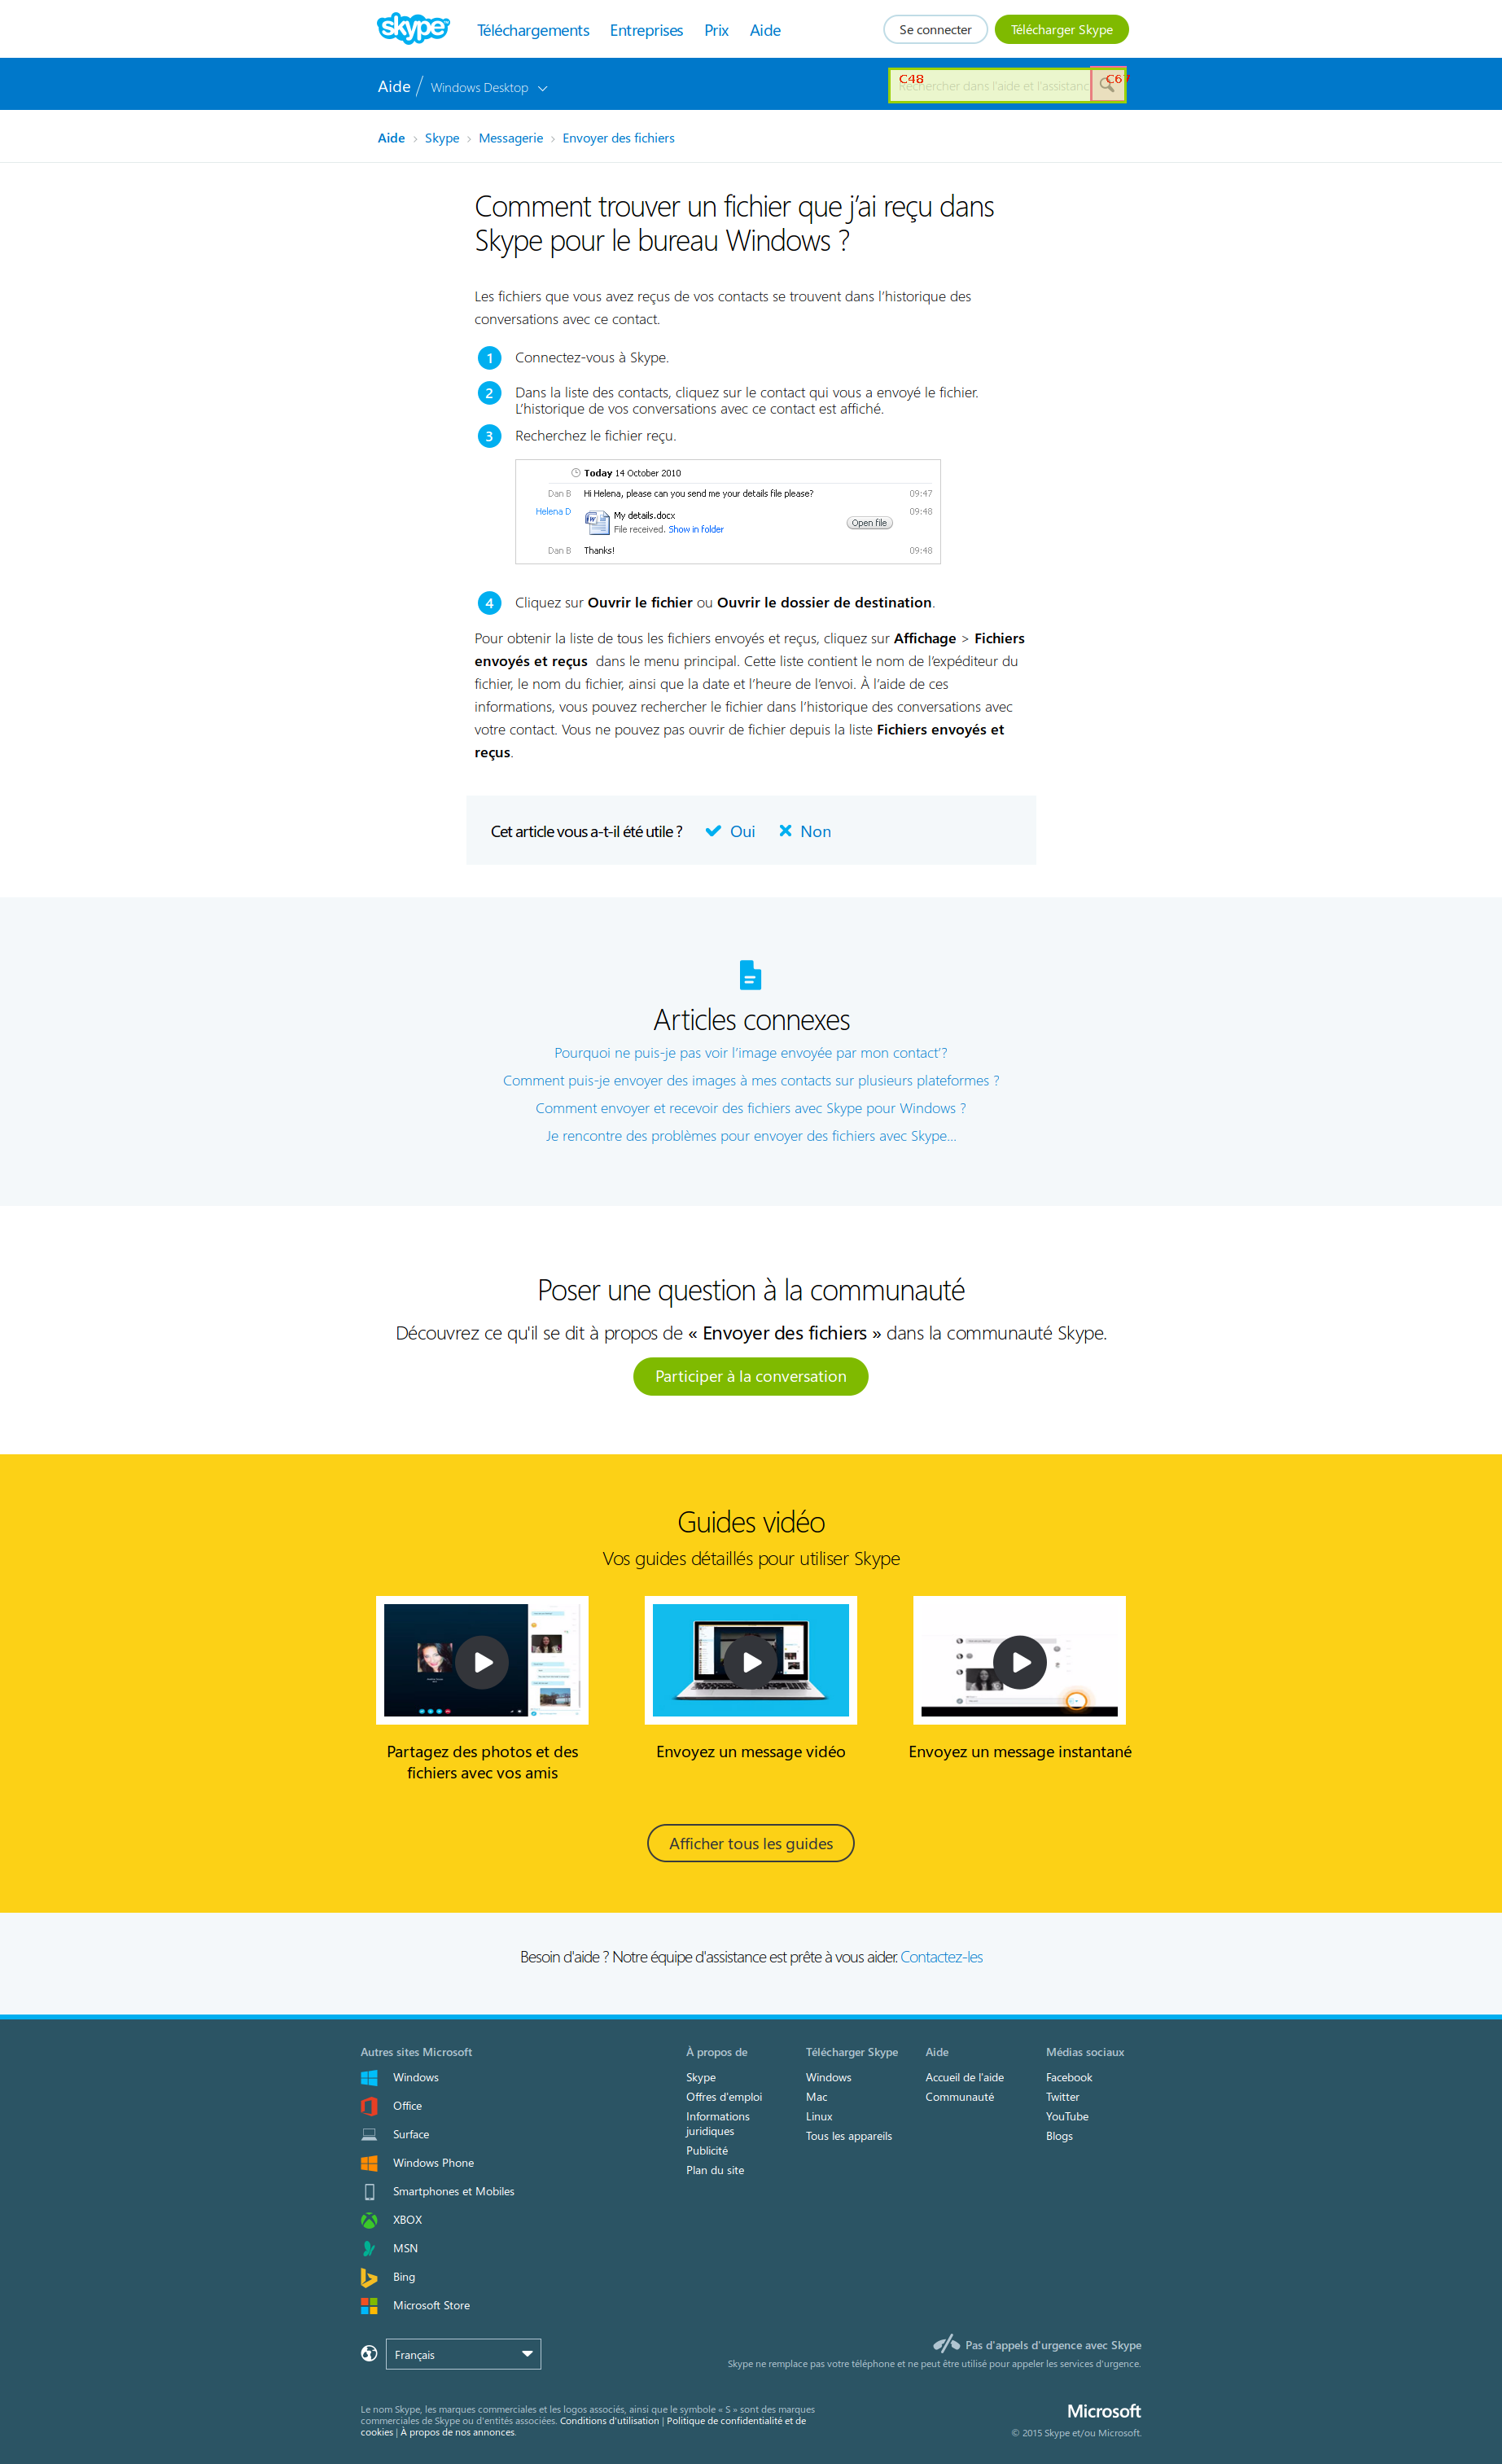 skype Téléchargements Entreprises Prix Aide Se connecter Télécharger Skype
Aide / Windows Desktop C48 Rechercher dans l'aide et l'assistanc
Aide > Skype > Messagerie > Envoyer des fichiers
Comment trouver un fichier que j’ai reçu dans
Skype pour le bureau Windows ?
Les fichiers que vous avez reçus de vos contacts se trouvent dans l’historique des
conversations avec ce contact.
1 Connectez-vous à Skype.
2 Dans la liste des contacts, cliquez sur le contact qui vous a envoyé le fichier.
L’historique de vos conversations avec ce contact est affiché.
3 Recherchez le fichier reçu.
Today 14 October 2010
Dan B Hi Helena, please can you send me your details file please? 09:47
Helena D My details.docx 09:48
File received. Show in folder Open file
Dan B Thanks! 09:48
4 Cliquez sur Ouvrir le fichier ou Ouvrir le dossier de destination.
Pour obtenir la liste de tous les fichiers envoyés et reçus, cliquez sur Affichage > Fichiers
envoyés et reçus dans le menu principal. Cette liste contient le nom de l’expéditeur du
fichier, le nom du fichier, ainsi que la date et l’heure de l’envoi. À l’aide de ces
informations, vous pouvez rechercher le fichier dans l’historique des conversations avec
votre contact. Vous ne pouvez pas ouvrir de fichier depuis la liste Fichiers envoyés et
reçus.
Cet article vous a-t-il été utile ? Oui Non
Articles connexes
Pourquoi ne puis-je pas voir l’image envoyée par mon contact’?
Comment puis-je envoyer des images à mes contacts sur plusieurs plateformes ?
Comment envoyer et recevoir des fichiers avec Skype pour Windows ?
Je rencontre des problèmes pour envoyer des fichiers avec Skype...
Poser une question à la communauté
Découvrez ce qu'il se dit à propos de « Envoyer des fichiers » dans la communauté Skype.
Participer à la conversation
Guides vidéo
Vos guides détaillés pour utiliser Skype
Partagez des photos et des
fichiers avec vos amis
Envoyez un message vidéo
Envoyez un message instantané
Afficher tous les guides
Besoin d'aide ? Notre équipe d'assistance est prête à vous aider. Contactez-les
Autres sites Microsoft
Windows
Office
Surface
Windows Phone
Smartphones et Mobiles
XBOX
MSN
Bing
Microsoft Store
À propos de
Skype
Offres d'emploi
Informations
juridiques
Publicité
Plan du site
Télécharger Skype
Windows
Mac
Linux
Tous les appareils
Aide
Accueil de l'aide
Communauté
Médias sociaux
Facebook
Twitter
YouTube
Blogs
Français
Pas d'appels d'urgence avec Skype
Skype ne remplace pas votre téléphone et ne peut être utilisé pour appeler les services d'urgence.
Le nom Skype, les marques commerciales et les logos associés, ainsi que le symbole « S » sont des marques
commerciales de Skype ou d'entités associées. Conditions d'utilisation | Politique de confidentialité et de
cookies | À propos de nos annonces.
Microsoft
© 2015 Skype et/ou Microsoft.